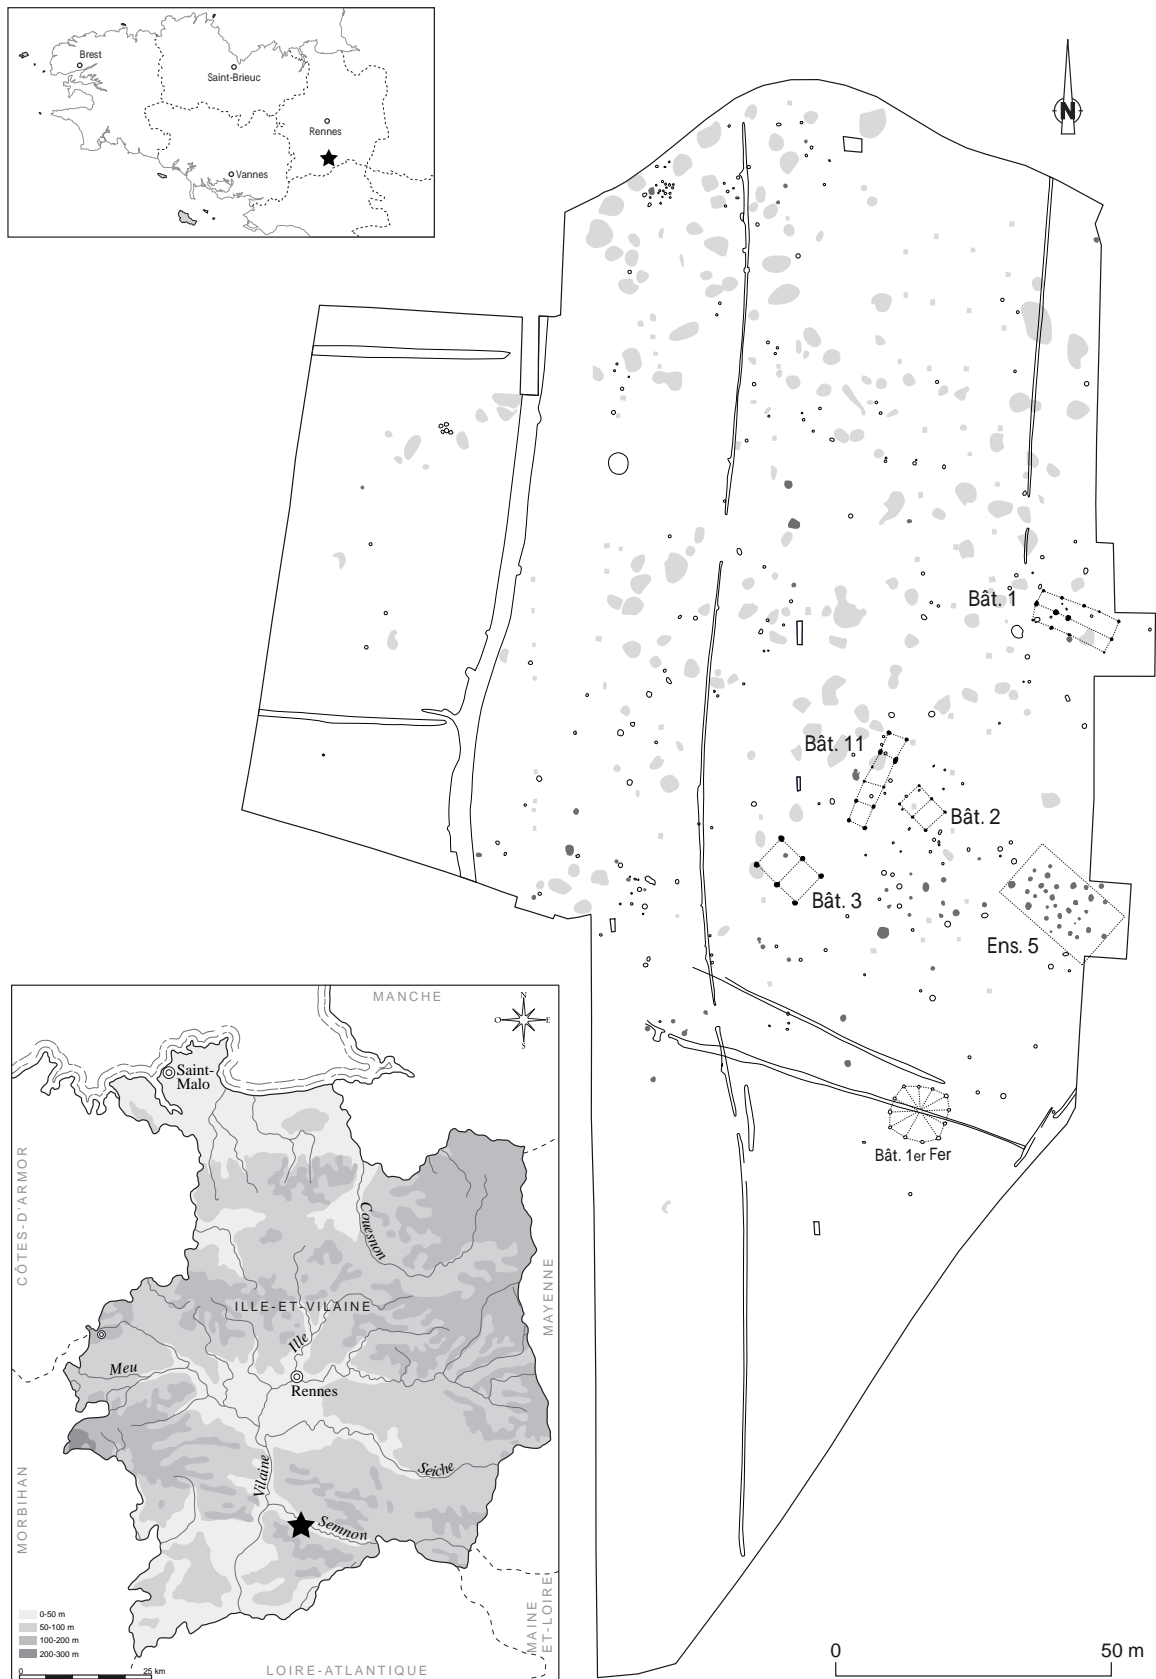 Brest
Saint-Brieuc
Rennes
Vannes
N
Bât. 1
Bât. 11
Bât. 2
Bât. 3
Ens. 5
Bât. 1er Fer
0
50 m
MANCHE
N
O
E
S
Saint-
Malo
CÔTES-D'ARMOR
Couesnon
MAYENNE
ILLE-ET-VILAINE
Ille
Meu
Rennes
Vilaine
Seiche
MORBIHAN
Semnon
MAINE
ET-LOIRE
0-50 m
50-100 m
100-200 m
200-300 m
0
25 km
LOIRE-ATLANTIQUE